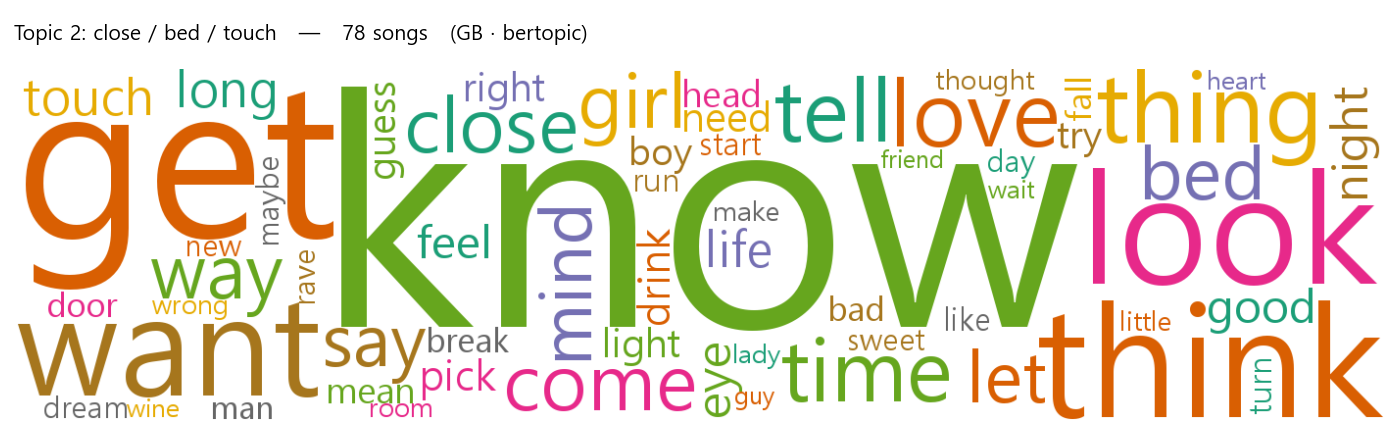 Topic 2: close / bed / touch — 78 songs (GB · bertopic)
touch long right girl head need tell love thought fall thing heart
get know guess close boy start try night
maybe run friend day wait bed look
new way feel mind make life drink
door wrong rave bad like sweet little good
want say break light time let think
mean pick come eye lady guy turn
dream wine man room